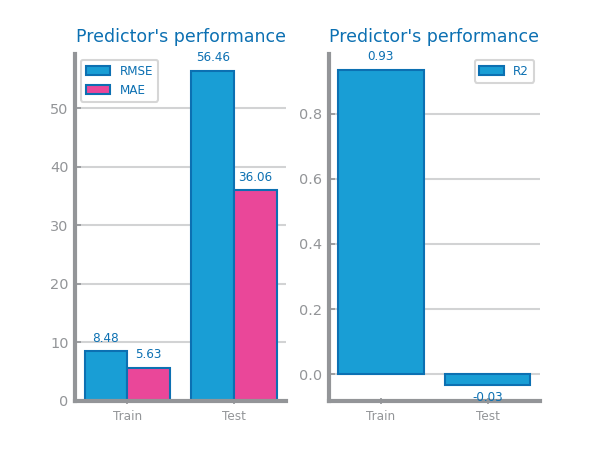 Predictor's performance
56.46
RMSE
MAE
50
40
36.06
30
20
10
8.48
5.63
0
Train
Test
Predictor's performance
0.93
R2
0.8
0.6
0.4
0.2
0.0
-0.03
Train
Test